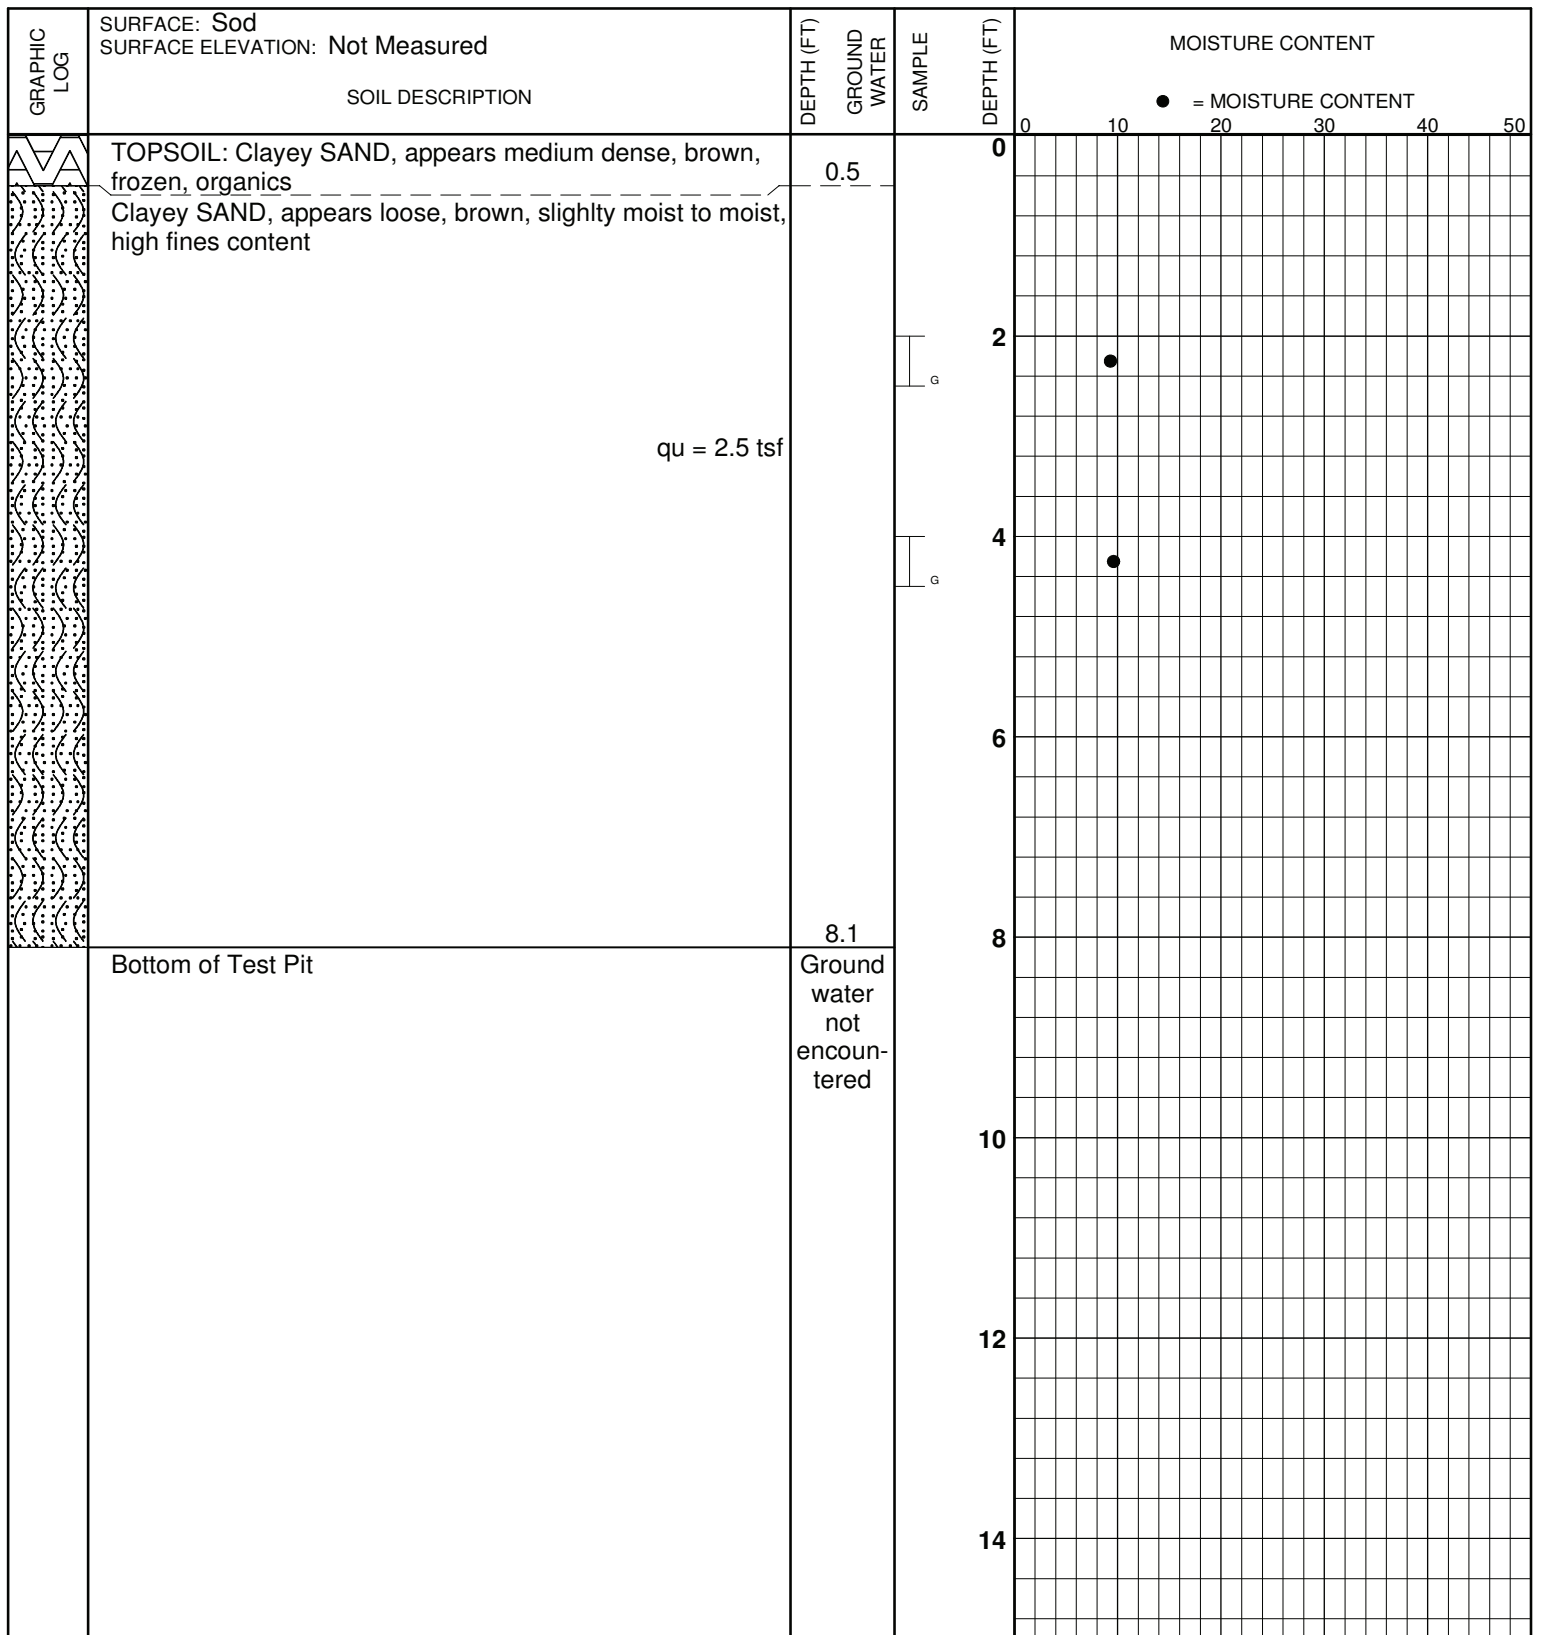 GRAPHIC
LOG
SURFACE: Sod
SURFACE ELEVATION: Not Measured
SOIL DESCRIPTION
DEPTH (FT)
GROUND
WATER
SAMPLE
DEPTH (FT)
MOISTURE CONTENT
= MOISTURE CONTENT
0 10 20 30 40 50
0
TOPSOIL: Clayey SAND, appears medium dense, brown,
frozen, organics
0.5
Clayey SAND, appears loose, brown, slighlty moist to moist,
high fines content
2
G
qu = 2.5 tsf
4
G
6
8.1
8
Bottom of Test Pit
Ground
water
not
encoun-
tered
10
12
14